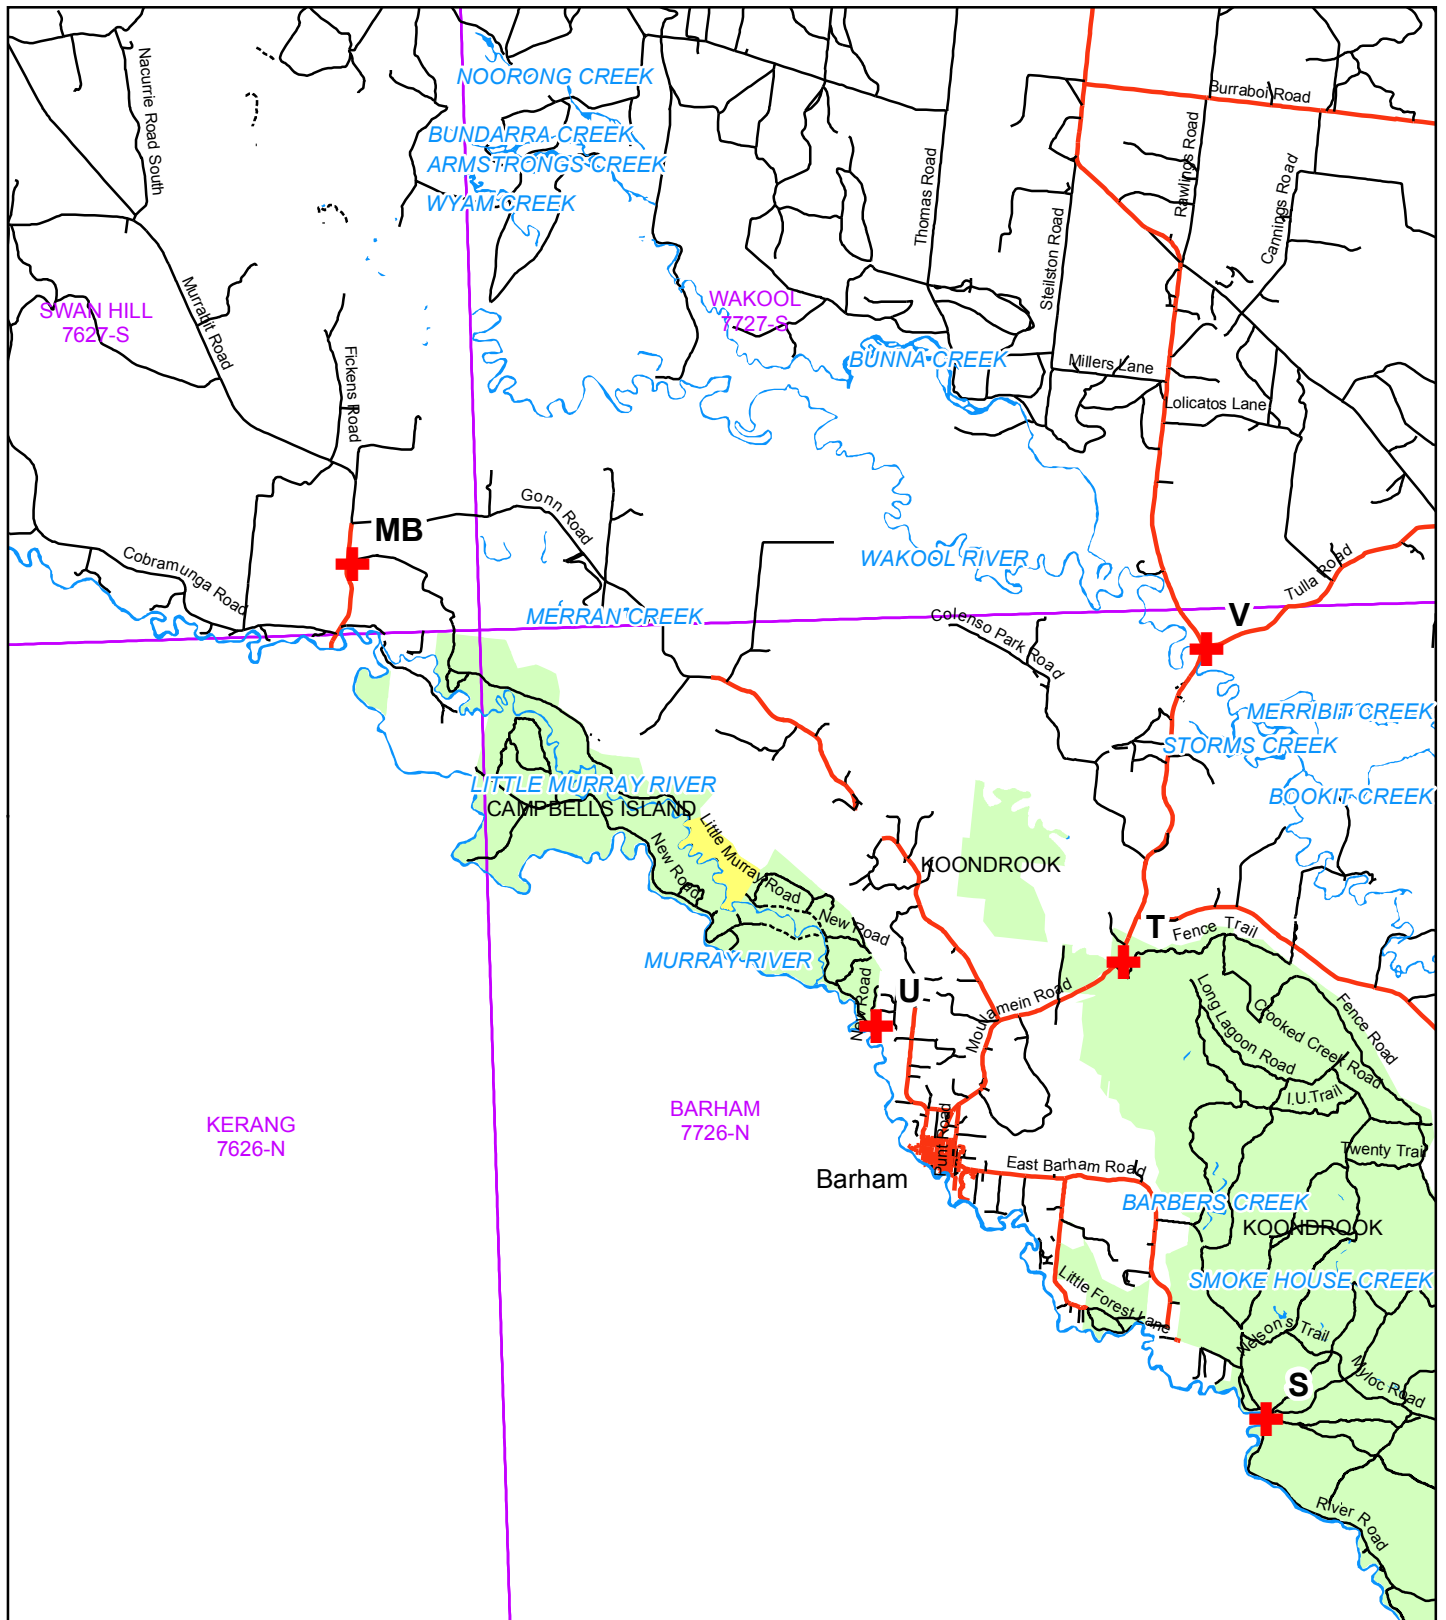 NOORONG CREEK
Nacurrie Road South
Burraboi Road
BUNDARRA CREEK
ARMSTRONGS CREEK
WYAM CREEK
Thomas Road
Rawlings Road
Cannings Road
Steilston Road
SWAN HILL
7627-S
Murrabit Road
WAKOOL
7727-S
Fickens Road
BUNNA CREEK
Millers Lane
Lolicatos Lane
MB
Gonn Road
Cobramunga Road
WAKOOL RIVER
Tulla Road
MERRAN CREEK
Colenso Park Road
V
MERRIBIT CREEK
STORMS CREEK
LITTLE MURRAY RIVER
CAMPBELLS ISLAND
BOOKIT CREEK
Little Murray Road
New Road
KOONDROOK
New Road
T
Fence Trail
MURRAY RIVER
U
New Road
Moulamein Road
Long Lagoon Road
Crooked Creek Road
Fence Road
I.U.Trail
KERANG
7626-N
BARHAM
7726-N
Punt Road
Twenty Trail
Barham
East Barham Road
BARBERS CREEK
KOONDROOK
SMOKE HOUSE CREEK
Little Forest Lane
Nelson's Trail
Myloc Road
S
River Road